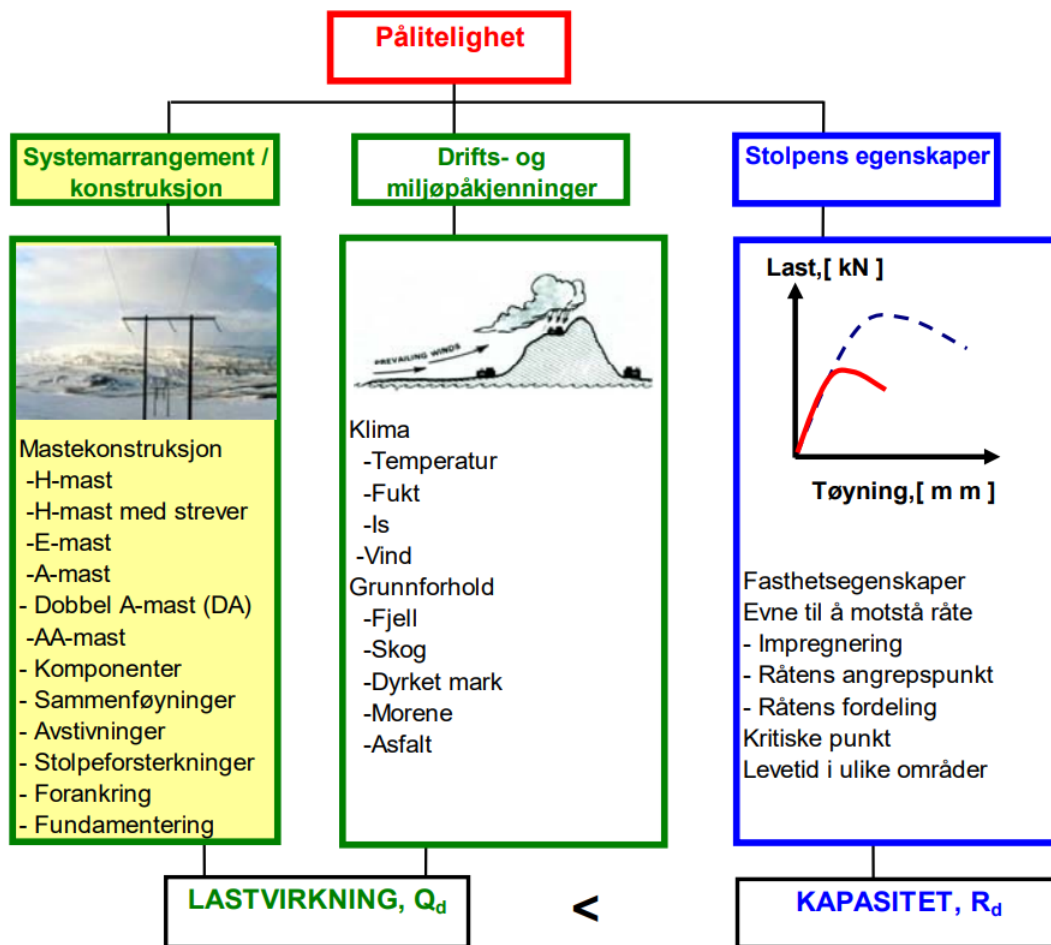 Pålitelighet
Systemarrangement /
konstruksjon
Drifts- og
miljøpåkjenninger
Stolpens egenskaper
Mastekonstruksjon
-H-mast
-H-mast med strever
-E-mast
-A-mast
- Dobbel A-mast (DA)
-AA-mast
- Komponenter
- Sammenføyninger
- Avstivninger
- Stolpeforsterkninger
- Forankring
- Fundamentering
PREVAILING WINDS
Klima
-Temperatur
-Fukt
-Is
-Vind
Grunnforhold
-Fjell
-Skog
-Dyrket mark
-Morene
-Asfalt
Last,[ kN ]
Tøyning,[ m m ]
Fasthetsegenskaper
Evne til å motstå råte
- Impregnering
- Råtens angrepspunkt
- Råtens fordeling
Kritiske punkt
Levetid i ulike områder
LASTVIRKNING, Qd
<
KAPASITET, Rd